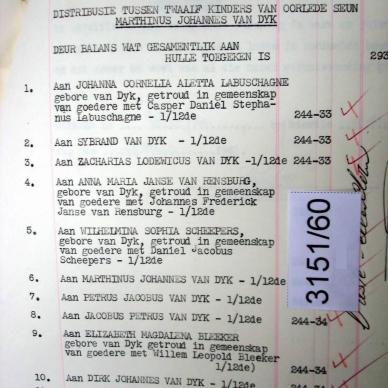 DISTRIBUSIE TUSSEN TWAALF KINDERS VAN OORLEDE SEUN
MARTHINUS JOHANNES VAN DYK
DEUR BALANS WAT GESAMENTLIK AAN
HULLE TOEGEKEN IS 293
1. Aan JOHANNA CORNELIA ALETTA LABUSCHAGNE
gebore van Dyk, getroud in gemeenskap
van goedere met Casper Daniel Stepha-
nus Labuschagne - 1/12de 244-33
2. Aan SYBRAND VAN DYK - 1/12de 244-33
3. Aan ZACHARIAS LODEWICUS VAN DYK -1/12de 244-33
4. Aan ANNA MARIA JANSE VAN RENSBURG,
gebore van Dyk, getroud in gemeenskap
van goedere met Johannes Frederick
Janse van Rensburg - 1/12de
5. Aan WILHELMINA SOPHIA SCHEEPERS,
gebore van Dyk, getroud in gemeenskap
van goedere met Daniel Jacobus
Scheepers - 1/12de
6. Aan MARTHINUS JOHANNES VAN DYK - 1/12de
7. Aan PETRUS JACOBUS VAN DYK - 1/12de
8. Aan JACOBUS PETRUS VAN DYK - 1/12de 244-34
9. Aan ELIZABETH MAGDALENA BLEEKER
gebore van Dyk getroud in gemeenskap
van goedere met Willem Leopold Bleeker
1/12de) 244-34
10. Aan DIRK JOHANNES VAN DYK - 1/12de
3151/60